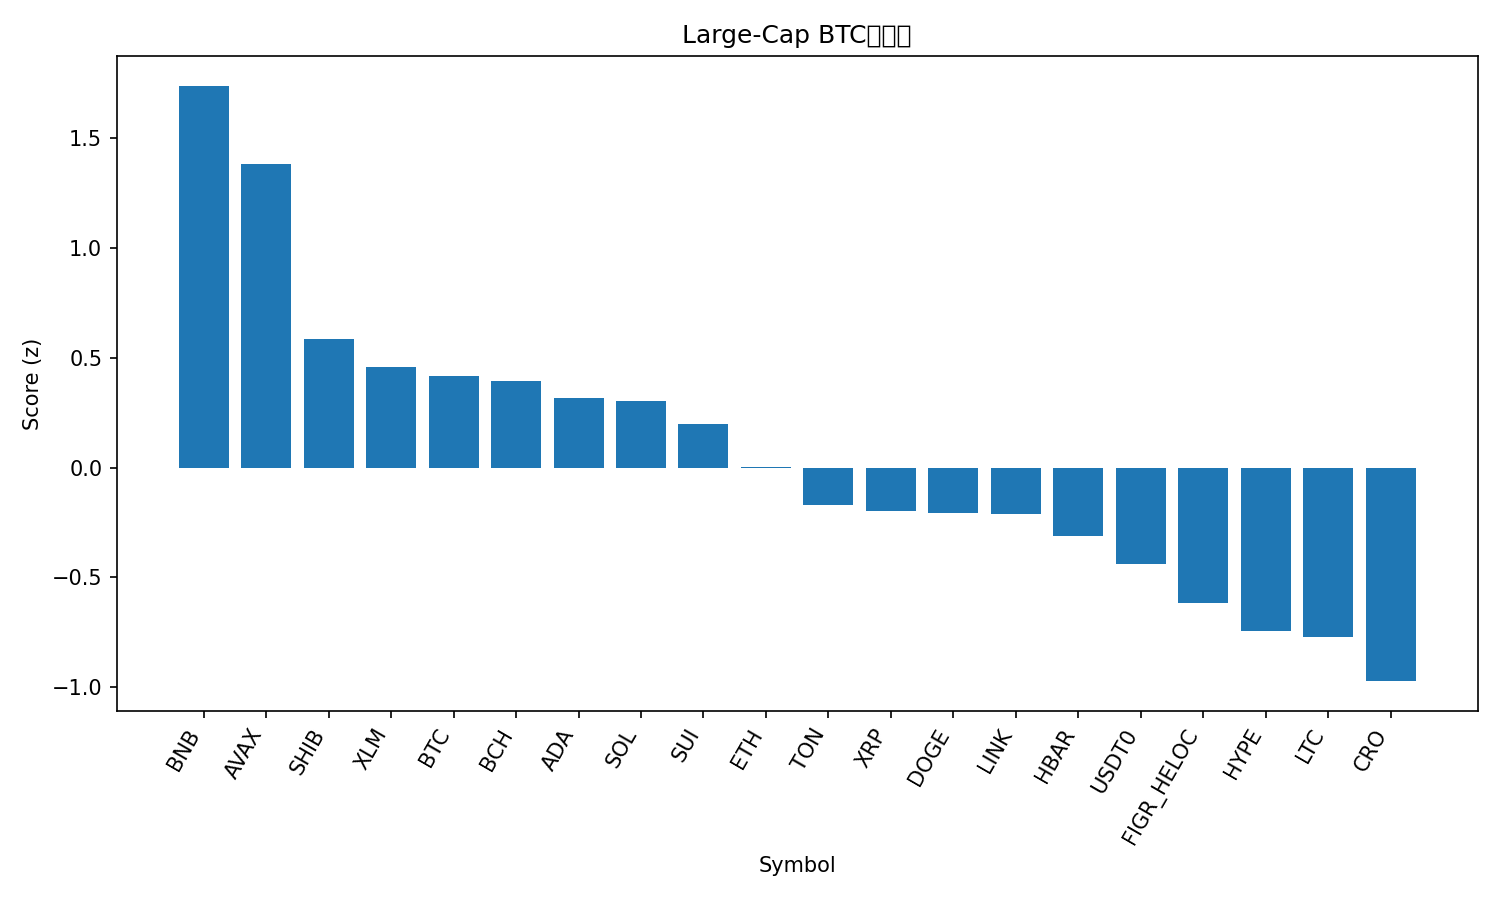 Large-Cap BTC
Score (z)
1.5
1.0
0.5
0.0
−0.5
−1.0
BNB
AVAX
SHIB
XLM
BTC
BCH
ADA
SOL
SUI
ETH
TON
XRP
DOGE
LINK
HBAR
USDT0
FIGR_HELOC
HYPE
LTC
CRO
Symbol